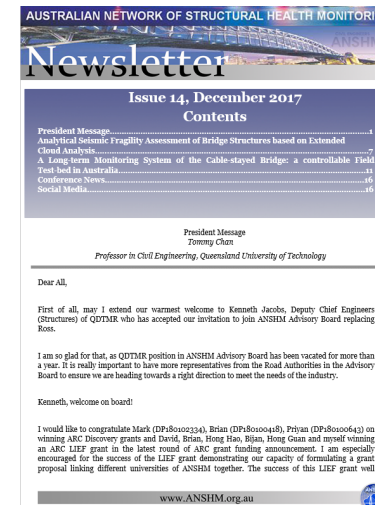 AUSTRALIAN NETWORK OF STRUCTURAL HEALTH MONITORI
ANSHM
Newsletter
Issue 14, December 2017
Contents
President Message...........................................................................................1
Analytical Seismic Fragility Assessment of Bridge Structures based on Extended
Cloud Analysis................................................................................................7
A Long-term Monitoring System of the Cable-stayed Bridge: a controllable Field
Test-bed in Australia......................................................................................11
Conference News...........................................................................................16
Social Media..................................................................................................16
President Message
Tommy Chan
Professor in Civil Engineering, Queensland University of Technology
Dear All,
First of all, may I extend our warmest welcome to Kenneth Jacobs, Deputy Chief Engineers
(Structures) of QDTMR who has accepted our invitation to join ANSHM Advisory Board replacing
Ross.
I am so glad for that, as QDTMR position in ANSHM Advisory Board has been vacated for more than
a year. It is really important to have more representatives from the Road Authorities in the Advisory
Board to ensure we are heading towards a right direction to meet the needs of the industry.
Kenneth, welcome on board!
I would like to congratulate Mark (DP180102334), Brian (DP180100418), Priyan (DP180100643) on
winning ARC Discovery grants and David, Brian, Hong Hao, Bijan, Hong Guan and myself winning
an ARC LIEF grant in the latest round of ARC grant funding announcement. I am especially
encouraged for the success of the LIEF grant demonstrating our capacity of formulating a grant
proposal linking different universities of ANSHM together. The success of this LIEF grant well
www.ANSHM.org.au